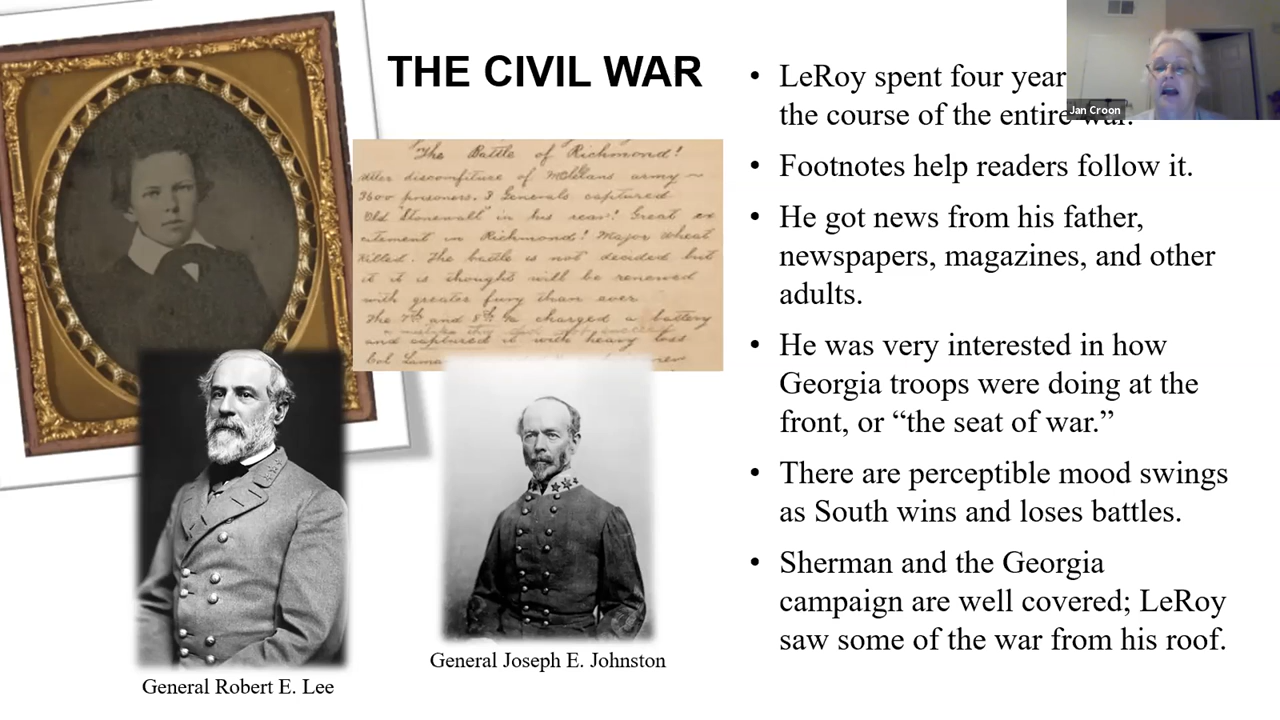 THE CIVIL WAR
The Battle of Richmond!
after discomfiture of McClelans army ~
3600 prisoners. 3 Generals captured
Old "Stonewall" in his rear! Great ex
citement in Richmond! Major Wheat
Killed. The battle is not decided but
it is thoughts will be renewed
with greater fury than ever
The 7th and 8th Ga charged a battery
and captured it with heavy loss
Col Lamar
General Robert E. Lee
General Joseph E. Johnston
• LeRoy spent four year
the course of the entire war.
• Footnotes help readers follow it.
• He got news from his father,
newspapers, magazines, and other
adults.
• He was very interested in how
Georgia troops were doing at the
front, or “the seat of war.”
• There are perceptible mood swings
as South wins and loses battles.
• Sherman and the Georgia
campaign are well covered; LeRoy
saw some of the war from his roof.
Jan Croon